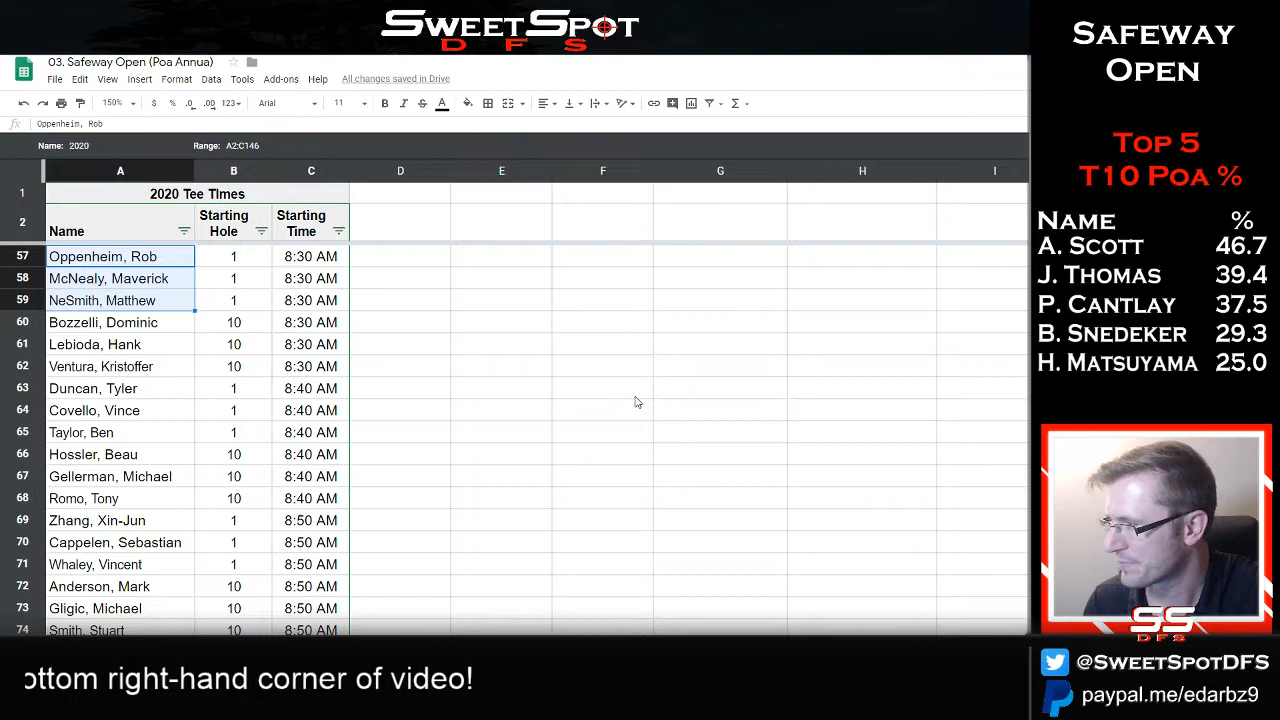 SweetSpot
DFS
03. Safeway Open (Poa Annua)
File Edit View Insert Format Data Tools Add-ons Help All changes saved in Drive
150% $ % .0 .00 123 Arial 11 B I S A
fx Oppenheim, Rob
Name: 2020 Range: A2:C146
A B C D E F G H I
1 2020 Tee TImes
2 Name Starting Hole Starting Time
57 Oppenheim, Rob 1 8:30 AM
58 McNealy, Maverick 1 8:30 AM
59 NeSmith, Matthew 1 8:30 AM
60 Bozzelli, Dominic 10 8:30 AM
61 Lebioda, Hank 10 8:30 AM
62 Ventura, Kristoffer 10 8:30 AM
63 Duncan, Tyler 1 8:40 AM
64 Covello, Vince 1 8:40 AM
65 Taylor, Ben 1 8:40 AM
66 Hossler, Beau 10 8:40 AM
67 Gellerman, Michael 10 8:40 AM
68 Romo, Tony 10 8:40 AM
69 Zhang, Xin-Jun 1 8:50 AM
70 Cappelen, Sebastian 1 8:50 AM
71 Whaley, Vincent 1 8:50 AM
72 Anderson, Mark 10 8:50 AM
73 Gligic, Michael 10 8:50 AM
74 Smith, Stuart 10 8:50 AM
Safeway
Open
Top 5
T10 Poa %
Name %
A. Scott 46.7
J. Thomas 39.4
P. Cantlay 37.5
B. Snedeker 29.3
H. Matsuyama 25.0
SS
DFS
@SweetSpotDFS
paypal.me/edarbz9
ottom right-hand corner of video!